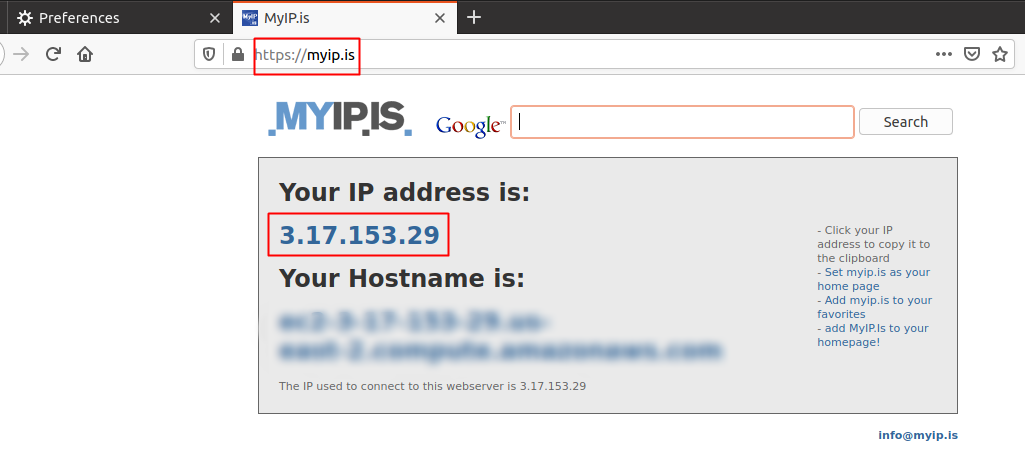 Preferences
MyIP.is
https://myip.is
MYIP.IS
Google™
Search
Your IP address is:
3.17.153.29
Your Hostname is:
The IP used to connect to this webserver is 3.17.153.29
- Click your IP
address to copy it to
the clipboard
- Set myip.is as your
home page
- Add myip.is to your
favorites
- add MyIP.Is to your
homepage!
info@myip.is